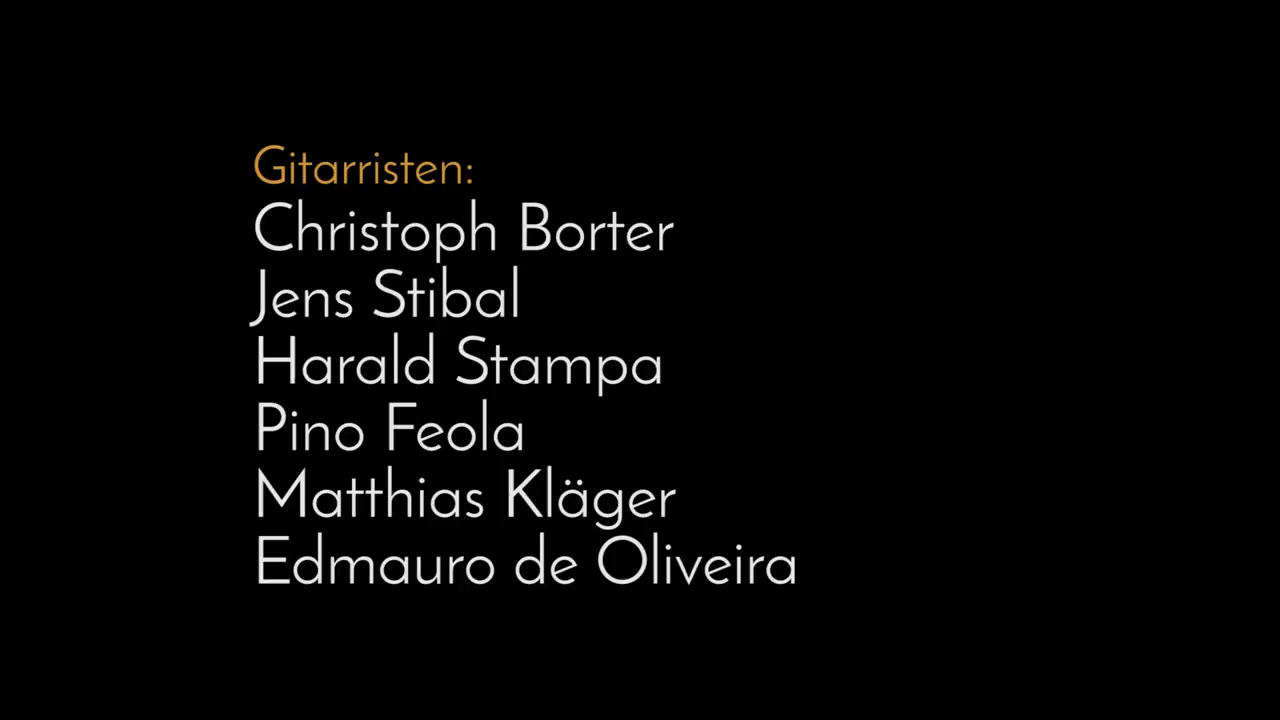 Gitarristen:
Christoph Borter
Jens Stibal
Harald Stampa
Pino Feola
Matthias Kläger
Edmauro de Oliveira